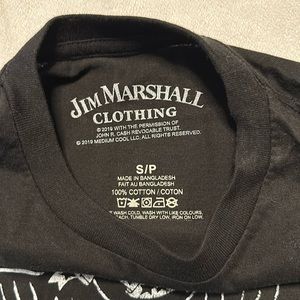 JIM MARSHALL
CLOTHING
© 2019 WITH THE PERMISSION OF
JOHN R. CASH REVOCABLE TRUST.
© 2019 MEDIUM COOL LLC. ALL RIGHTS RESERVED.
S/P
MADE IN BANGLADESH
FAIT AU BANGLADESH
100% COTTON / COTON
WASH COLD, WASH WITH LIKE COLOURS,
TUMBLE DRY LOW, IRON ON LOW,